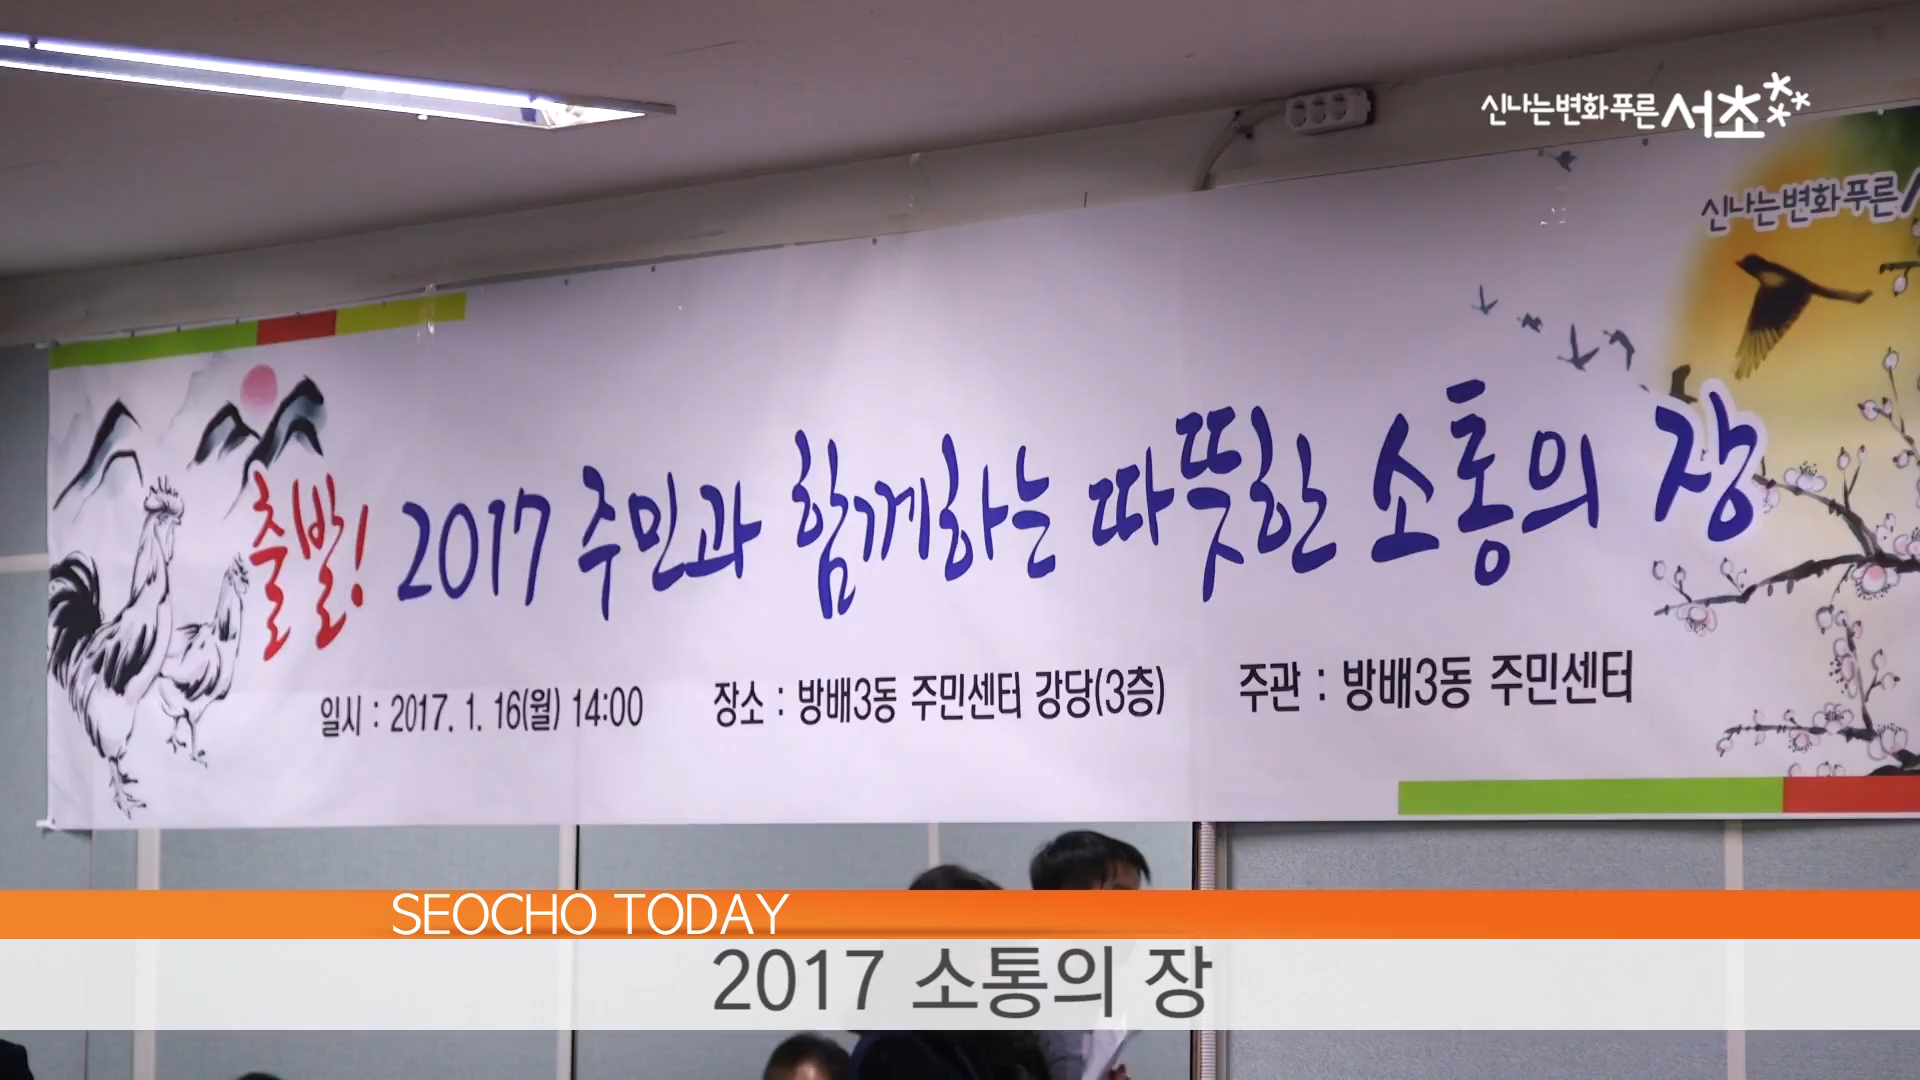 신나는변화푸른서초
신나는변화푸른
출발! 2017 주민과 함께하는 따뜻한 소통의 장
일시 : 2017. 1. 16(월) 14:00 장소 : 방배3동 주민센터 강당(3층) 주관 : 방배3동 주민센터
SEOCHO TODAY
2017 소통의 장